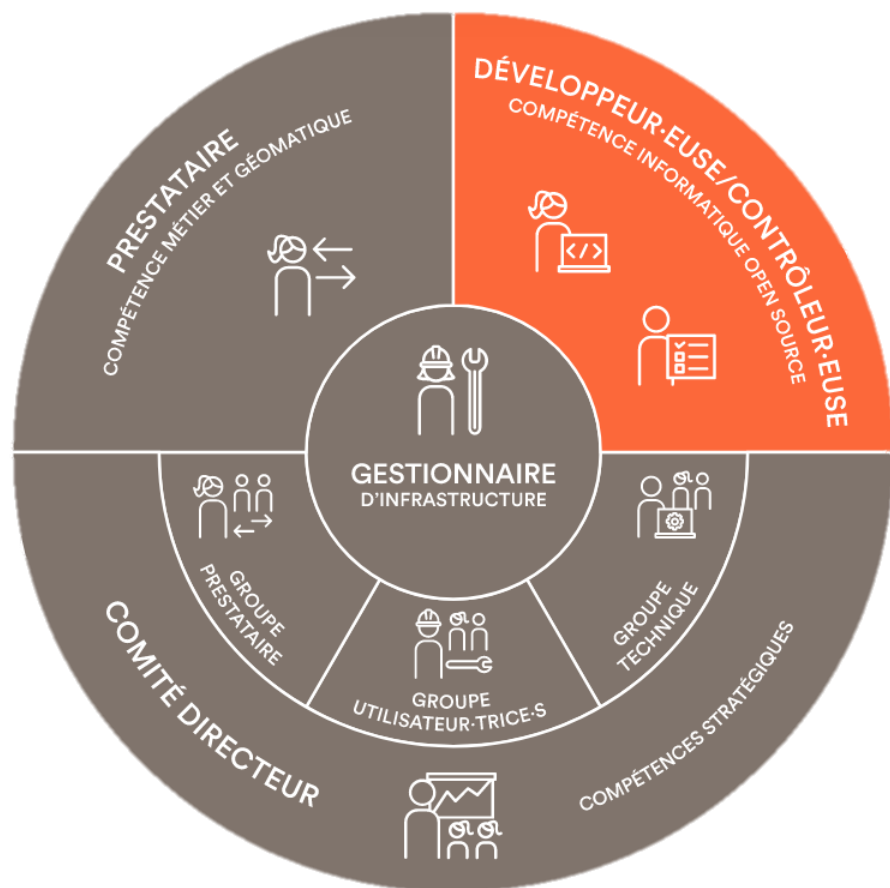 PRESTATAIRE
COMPÉTENCE MÉTIER ET GÉOMATIQUE
DÉVELOPPEUR·EUSE/CONTRÔLEUR·EUSE
COMPÉTENCE INFORMATIQUE OPEN SOURCE
</>
GESTIONNAIRE
D'INFRASTRUCTURE
GROUPE
PRESTATAIRE
GROUPE
UTILISATEUR·TRICE·S
GROUPE
TECHNIQUE
COMITÉ DIRECTEUR
COMPÉTENCES STRATÉGIQUES